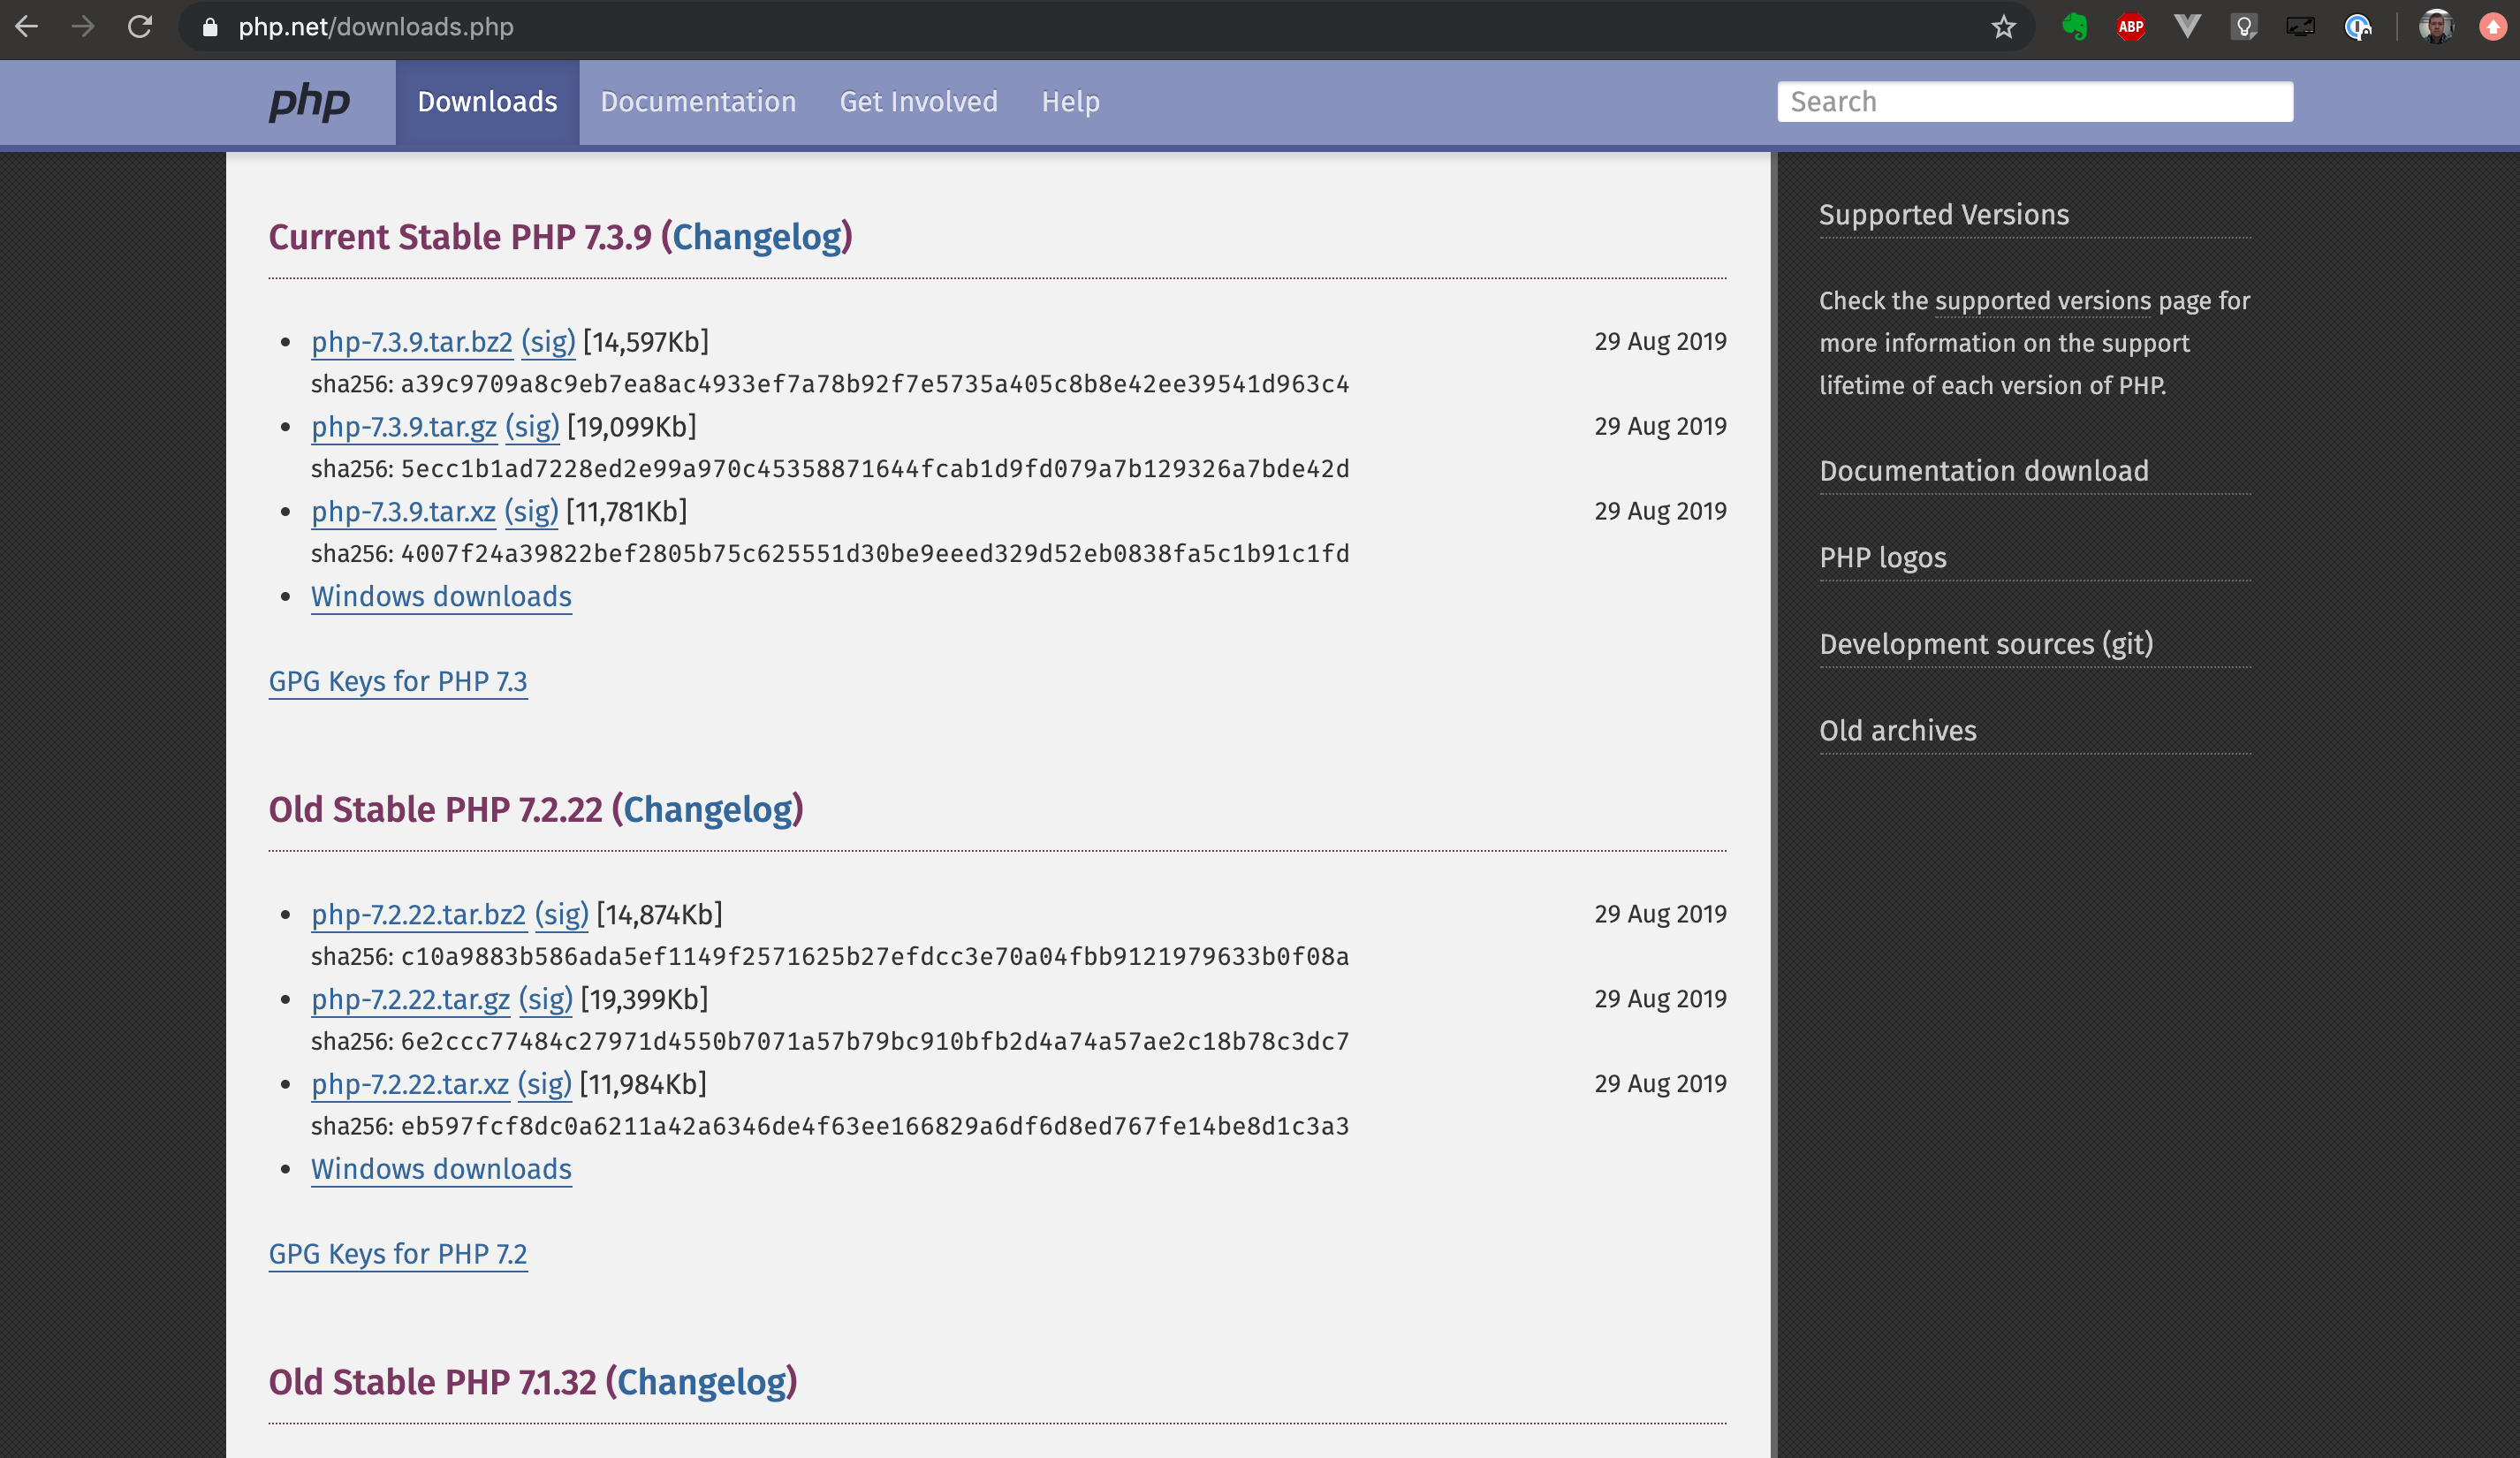 php.net/downloads.php
ABP
php Downloads Documentation Get Involved Help Search
Current Stable PHP 7.3.9 (Changelog)
php-7.3.9.tar.bz2 (sig) [14,597Kb] 29 Aug 2019
sha256: a39c9709a8c9eb7ea8ac4933ef7a78b92f7e5735a405c8b8e42ee39541d963c4
php-7.3.9.tar.gz (sig) [19,099Kb] 29 Aug 2019
sha256: 5ecc1b1ad7228ed2e99a970c45358871644fcab1d9fd079a7b129326a7bde42d
php-7.3.9.tar.xz (sig) [11,781Kb] 29 Aug 2019
sha256: 4007f24a39822bef2805b75c625551d30be9eeed329d52eb0838fa5c1b91c1fd
Windows downloads
GPG Keys for PHP 7.3
Old Stable PHP 7.2.22 (Changelog)
php-7.2.22.tar.bz2 (sig) [14,874Kb] 29 Aug 2019
sha256: c10a9883b586ada5ef1149f2571625b27efdcc3e70a04fbb9121979633b0f08a
php-7.2.22.tar.gz (sig) [19,399Kb] 29 Aug 2019
sha256: 6e2ccc77484c27971d4550b7071a57b79bc910bfb2d4a74a57ae2c18b78c3dc7
php-7.2.22.tar.xz (sig) [11,984Kb] 29 Aug 2019
sha256: eb597fcf8dc0a6211a42a6346de4f63ee166829a6df6d8ed767fe14be8d1c3a3
Windows downloads
GPG Keys for PHP 7.2
Old Stable PHP 7.1.32 (Changelog)
Supported Versions
Check the supported versions page for
more information on the support
lifetime of each version of PHP.
Documentation download
PHP logos
Development sources (git)
Old archives